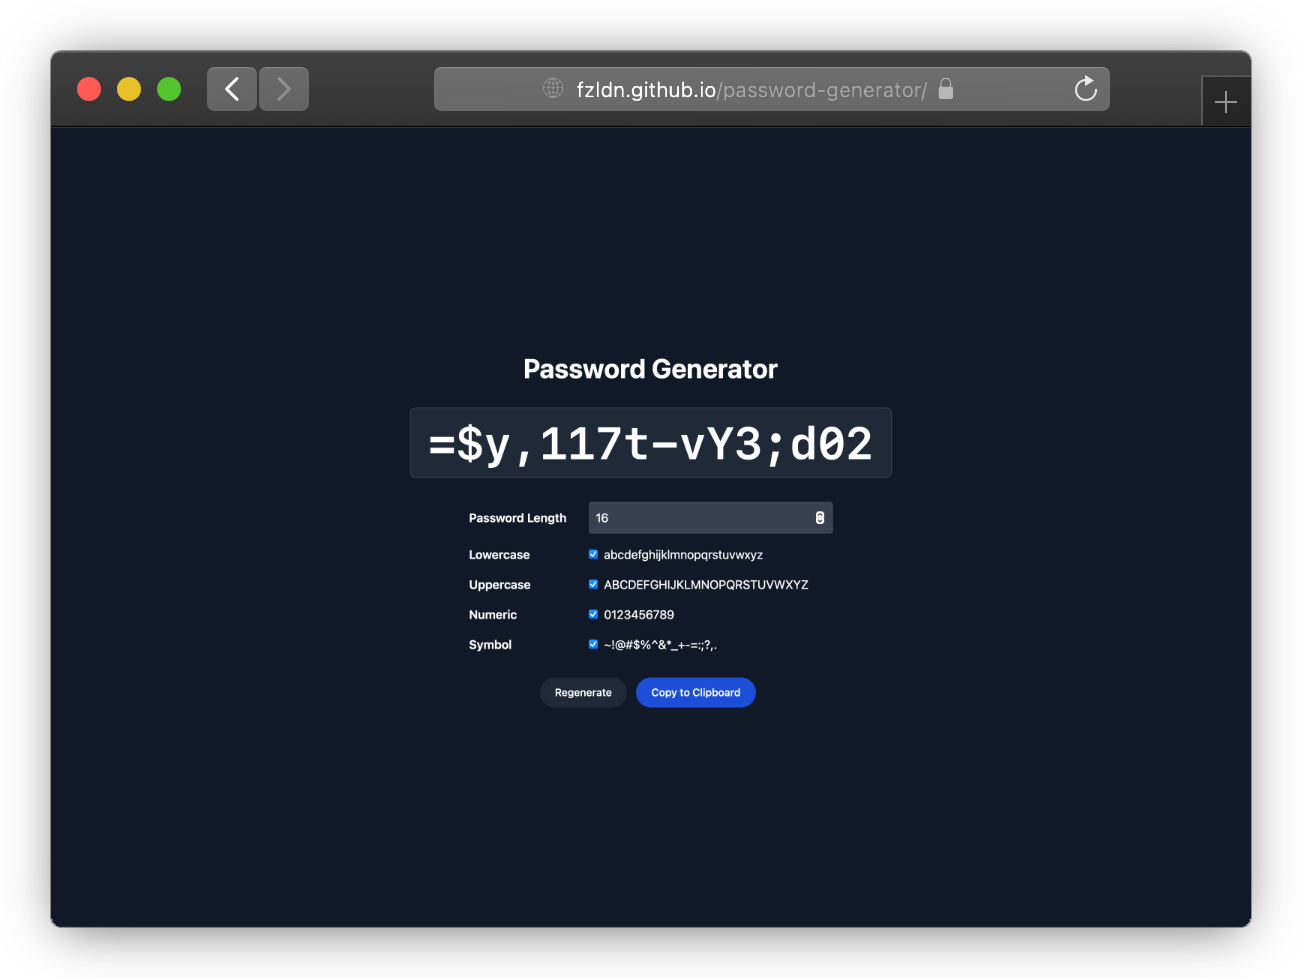 fzldn.github.io/password-generator/
Password Generator
=$y,117t-vY3;d02
Password Length 16
Lowercase abcdefghijklmnopqrstuvwxyz
Uppercase ABCDEFGHIJKLMNOPQRSTUVWXYZ
Numeric 0123456789
Symbol ~!@#$%^&*_+-=:;?,.
Regenerate Copy to Clipboard